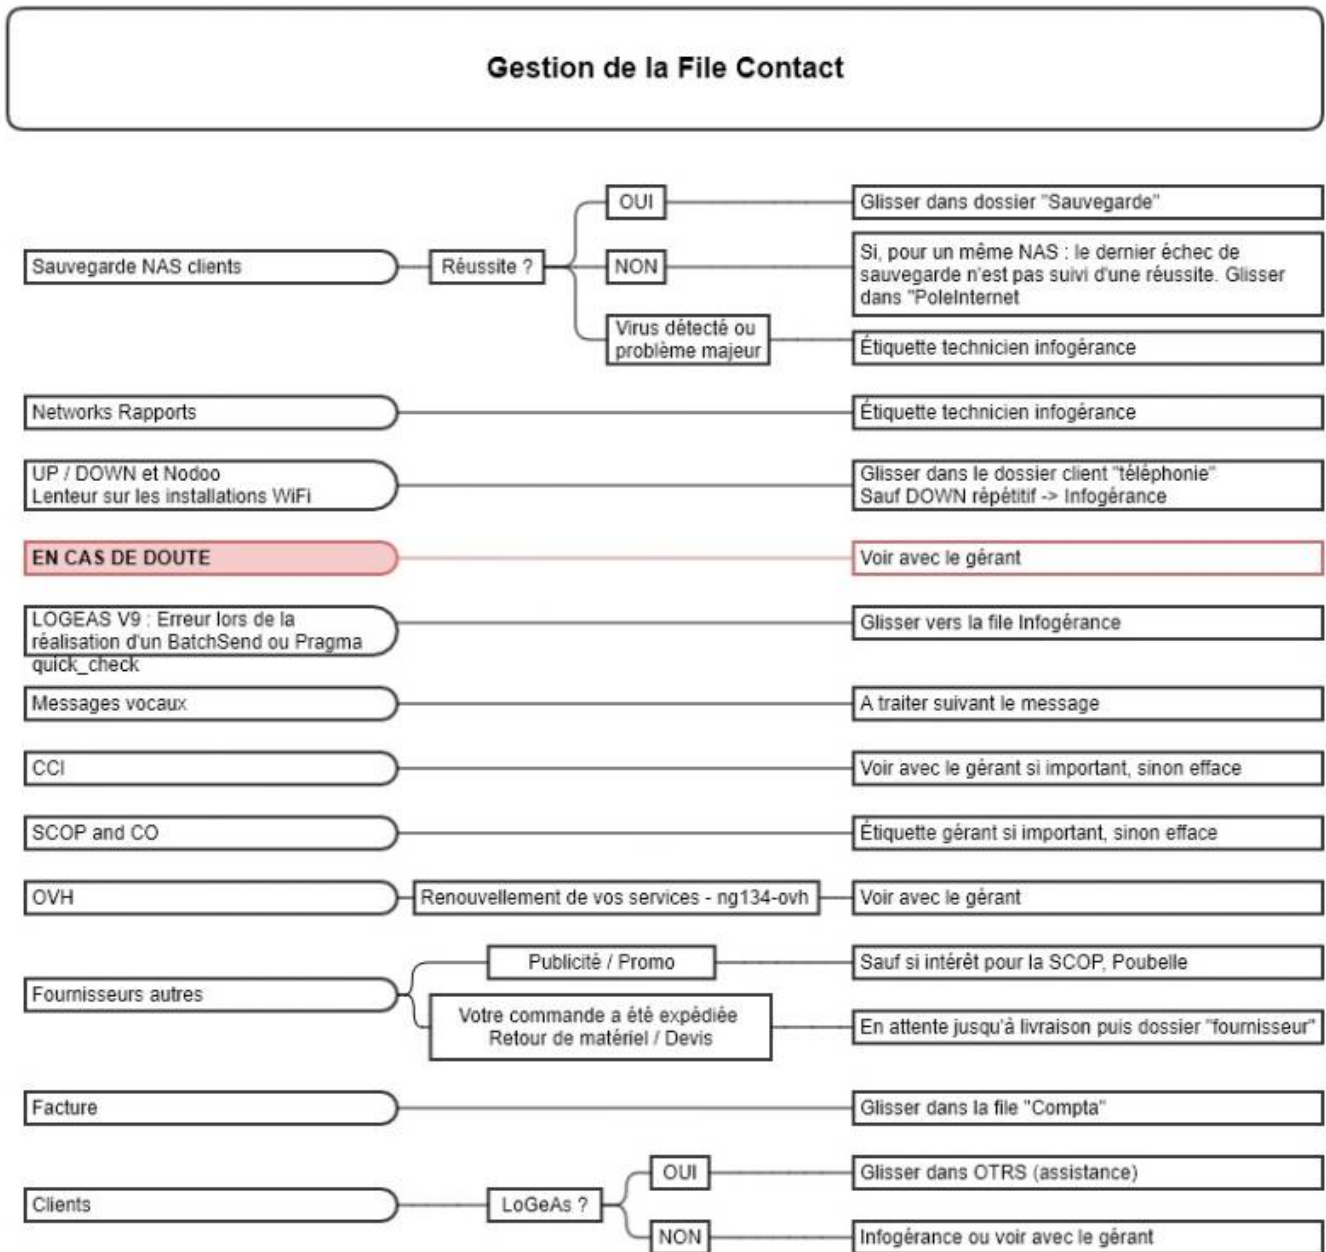 Gestion de la File Contact
Sauvegarde NAS clients
Réussite ?
OUI
Glisser dans dossier "Sauvegarde"
NON
Si, pour un même NAS : le dernier échec de
sauvegarde n'est pas suivi d'une réussite. Glisser
dans "PoleInternet
Virus détecté ou
problème majeur
Étiquette technicien infogérance
Networks Rapports
Étiquette technicien infogérance
UP / DOWN et Nodoo
Lenteur sur les installations WiFi
Glisser dans le dossier client "téléphonie"
Sauf DOWN répétitif -> Infogérance
EN CAS DE DOUTE
Voir avec le gérant
LOGEAS V9 : Erreur lors de la
réalisation d'un BatchSend ou Pragma
quick_check
Glisser vers la file Infogérance
Messages vocaux
A traiter suivant le message
CCI
Voir avec le gérant si important, sinon efface
SCOP and CO
Étiquette gérant si important, sinon efface
OVH
Renouvellement de vos services - ng134-ovh
Voir avec le gérant
Fournisseurs autres
Publicité / Promo
Sauf si intérêt pour la SCOP, Poubelle
Votre commande a été expédiée
Retour de matériel / Devis
En attente jusqu'à livraison puis dossier "fournisseur"
Facture
Glisser dans la file "Compta"
Clients
LoGeAs ?
OUI
Glisser dans OTRS (assistance)
NON
Infogérance ou voir avec le gérant